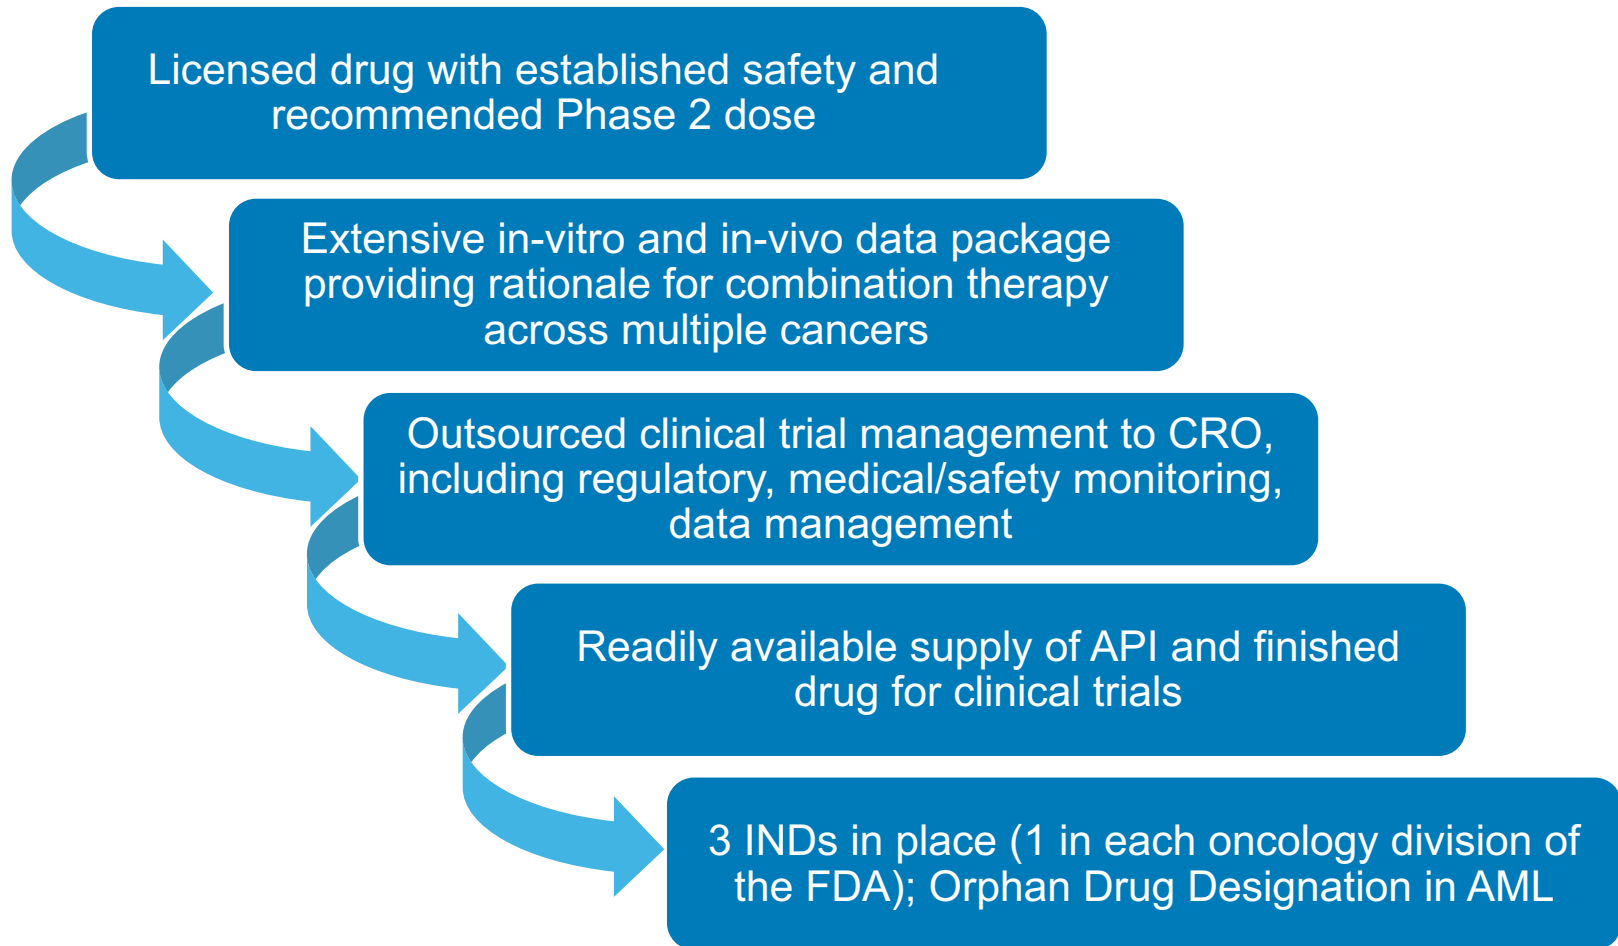 Licensed drug with established safety and
recommended Phase 2 dose
Extensive in-vitro and in-vivo data package
providing rationale for combination therapy
across multiple cancers
Outsourced clinical trial management to CRO,
including regulatory, medical/safety monitoring,
data management
Readily available supply of API and finished
drug for clinical trials
3 INDs in place (1 in each oncology division of
the FDA); Orphan Drug Designation in AML